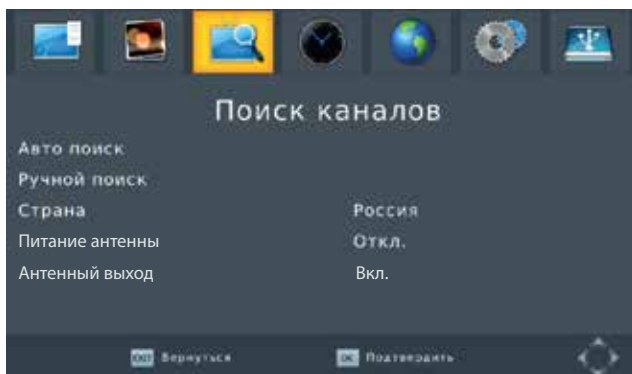 Поиск каналов
Авто поиск
Ручной поиск
Страна Россия
Питание антенны Откл.
Антенный выход Вкл.
EXIT Вернуться OK Подтвердить